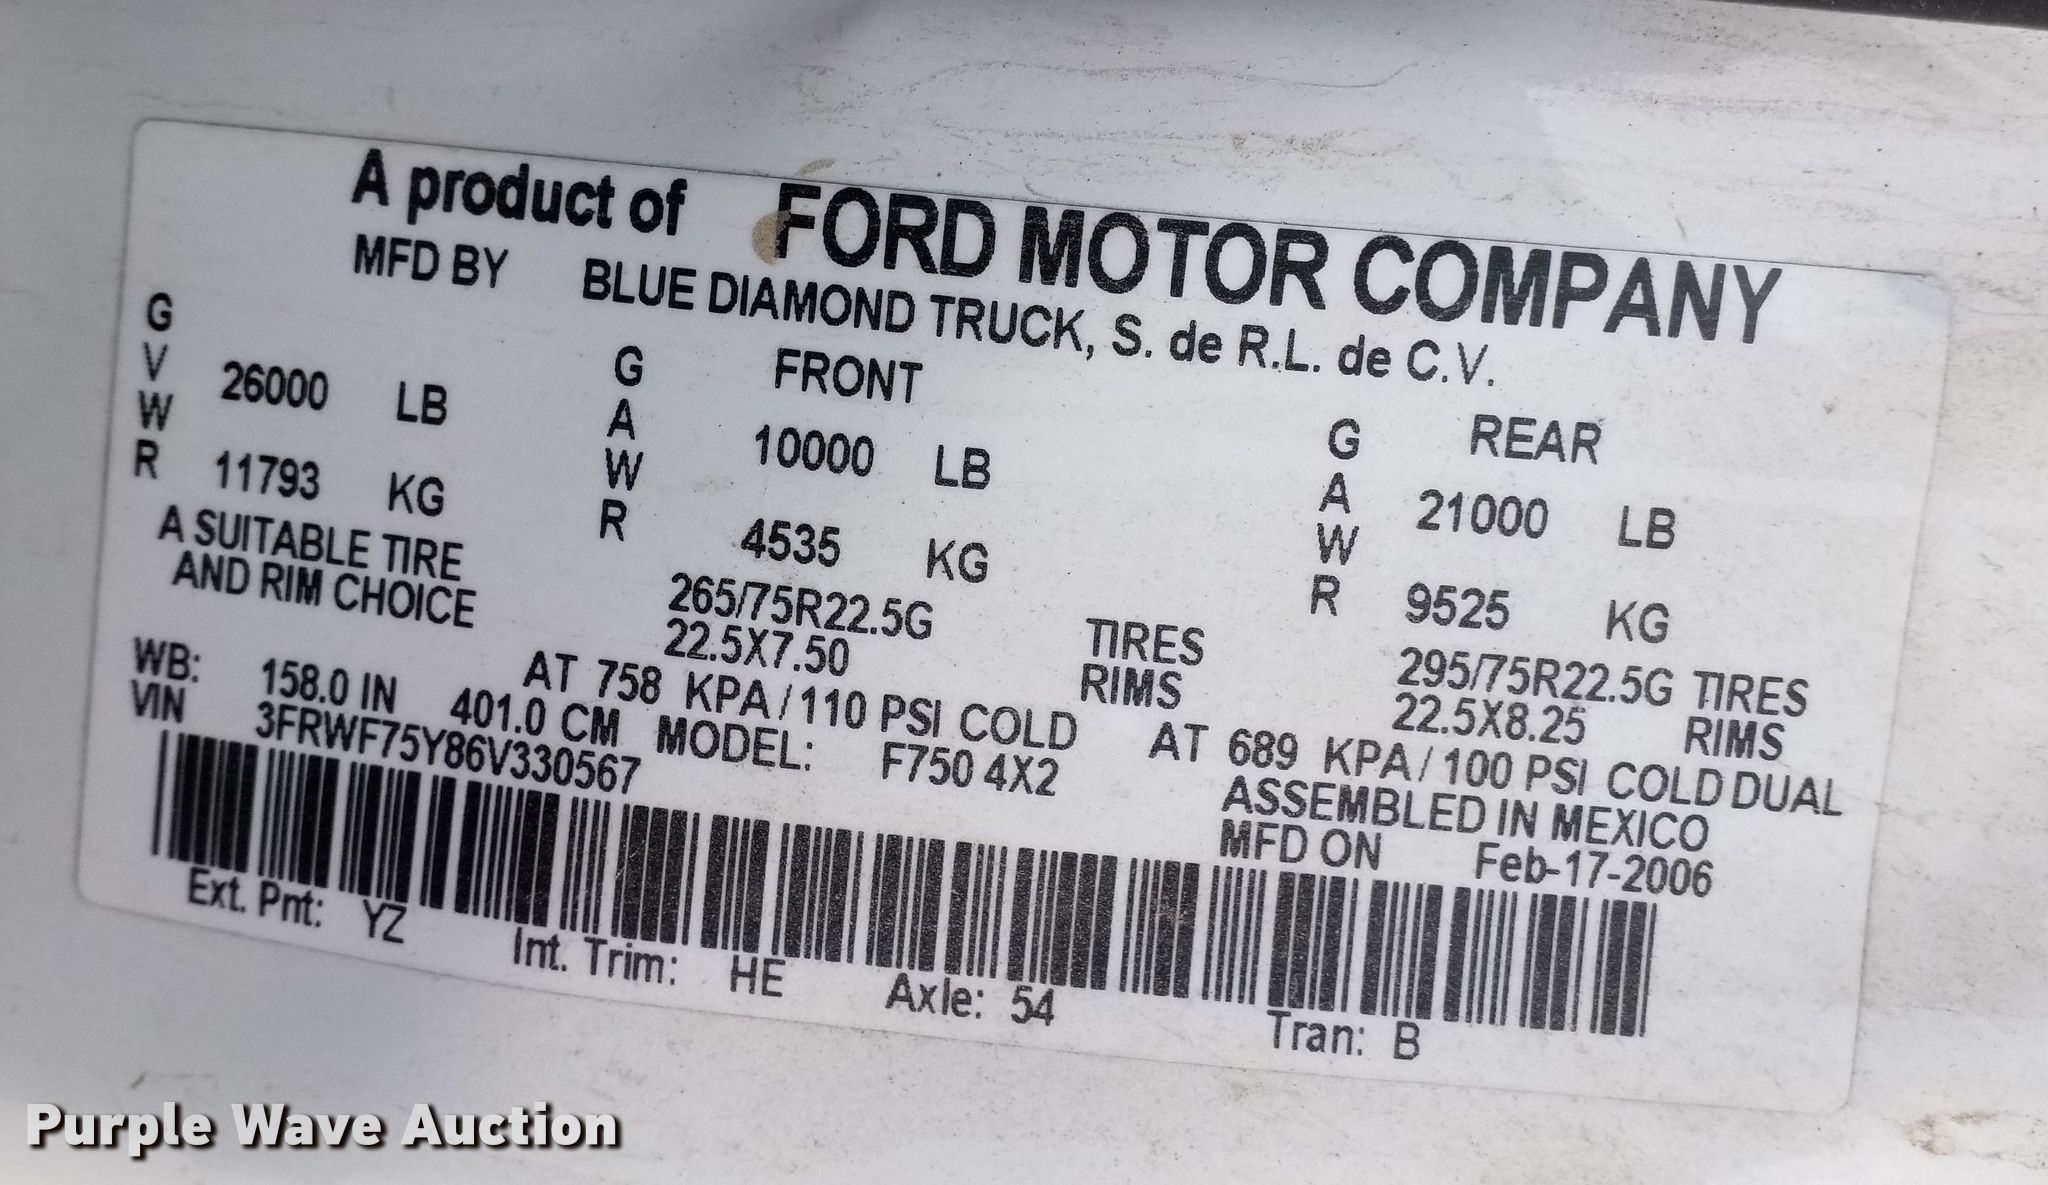 A product of FORD MOTOR COMPANY
MFD BY BLUE DIAMOND TRUCK, S. de R.L. de C.V.
GVWR 26000 LB
11793 KG
GAWR FRONT 10000 LB
4535 KG
GAWR REAR 21000 LB
9525 KG
A SUITABLE TIRE
AND RIM CHOICE
265/75R22.5G TIRES
22.5X7.50 RIMS
AT 758 KPA/110 PSI COLD
295/75R22.5G TIRES
22.5X8.25 RIMS
AT 689 KPA/100 PSI COLD DUAL
WB: 158.0 IN 401.0 CM MODEL: F750 4X2
ASSEMBLED IN MEXICO
VIN 3FRWF75Y86V330567
MFD ON Feb-17-2006
Ext. Pnt: YZ Int. Trim: HE Axle: 54 Tran: B
Purple Wave Auction